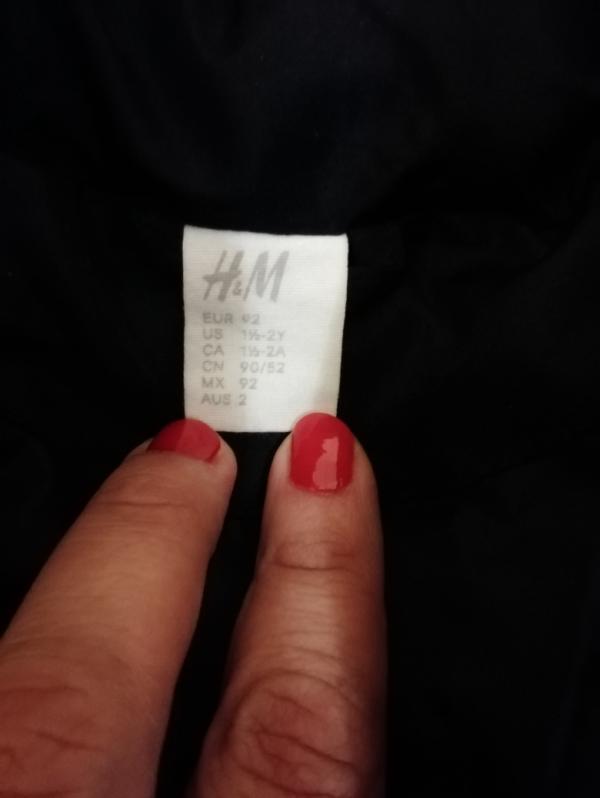 H&M
EUR 92
US 1½-2Y
CA 1½-2A
CN 90/52
MX 92
AUS 2